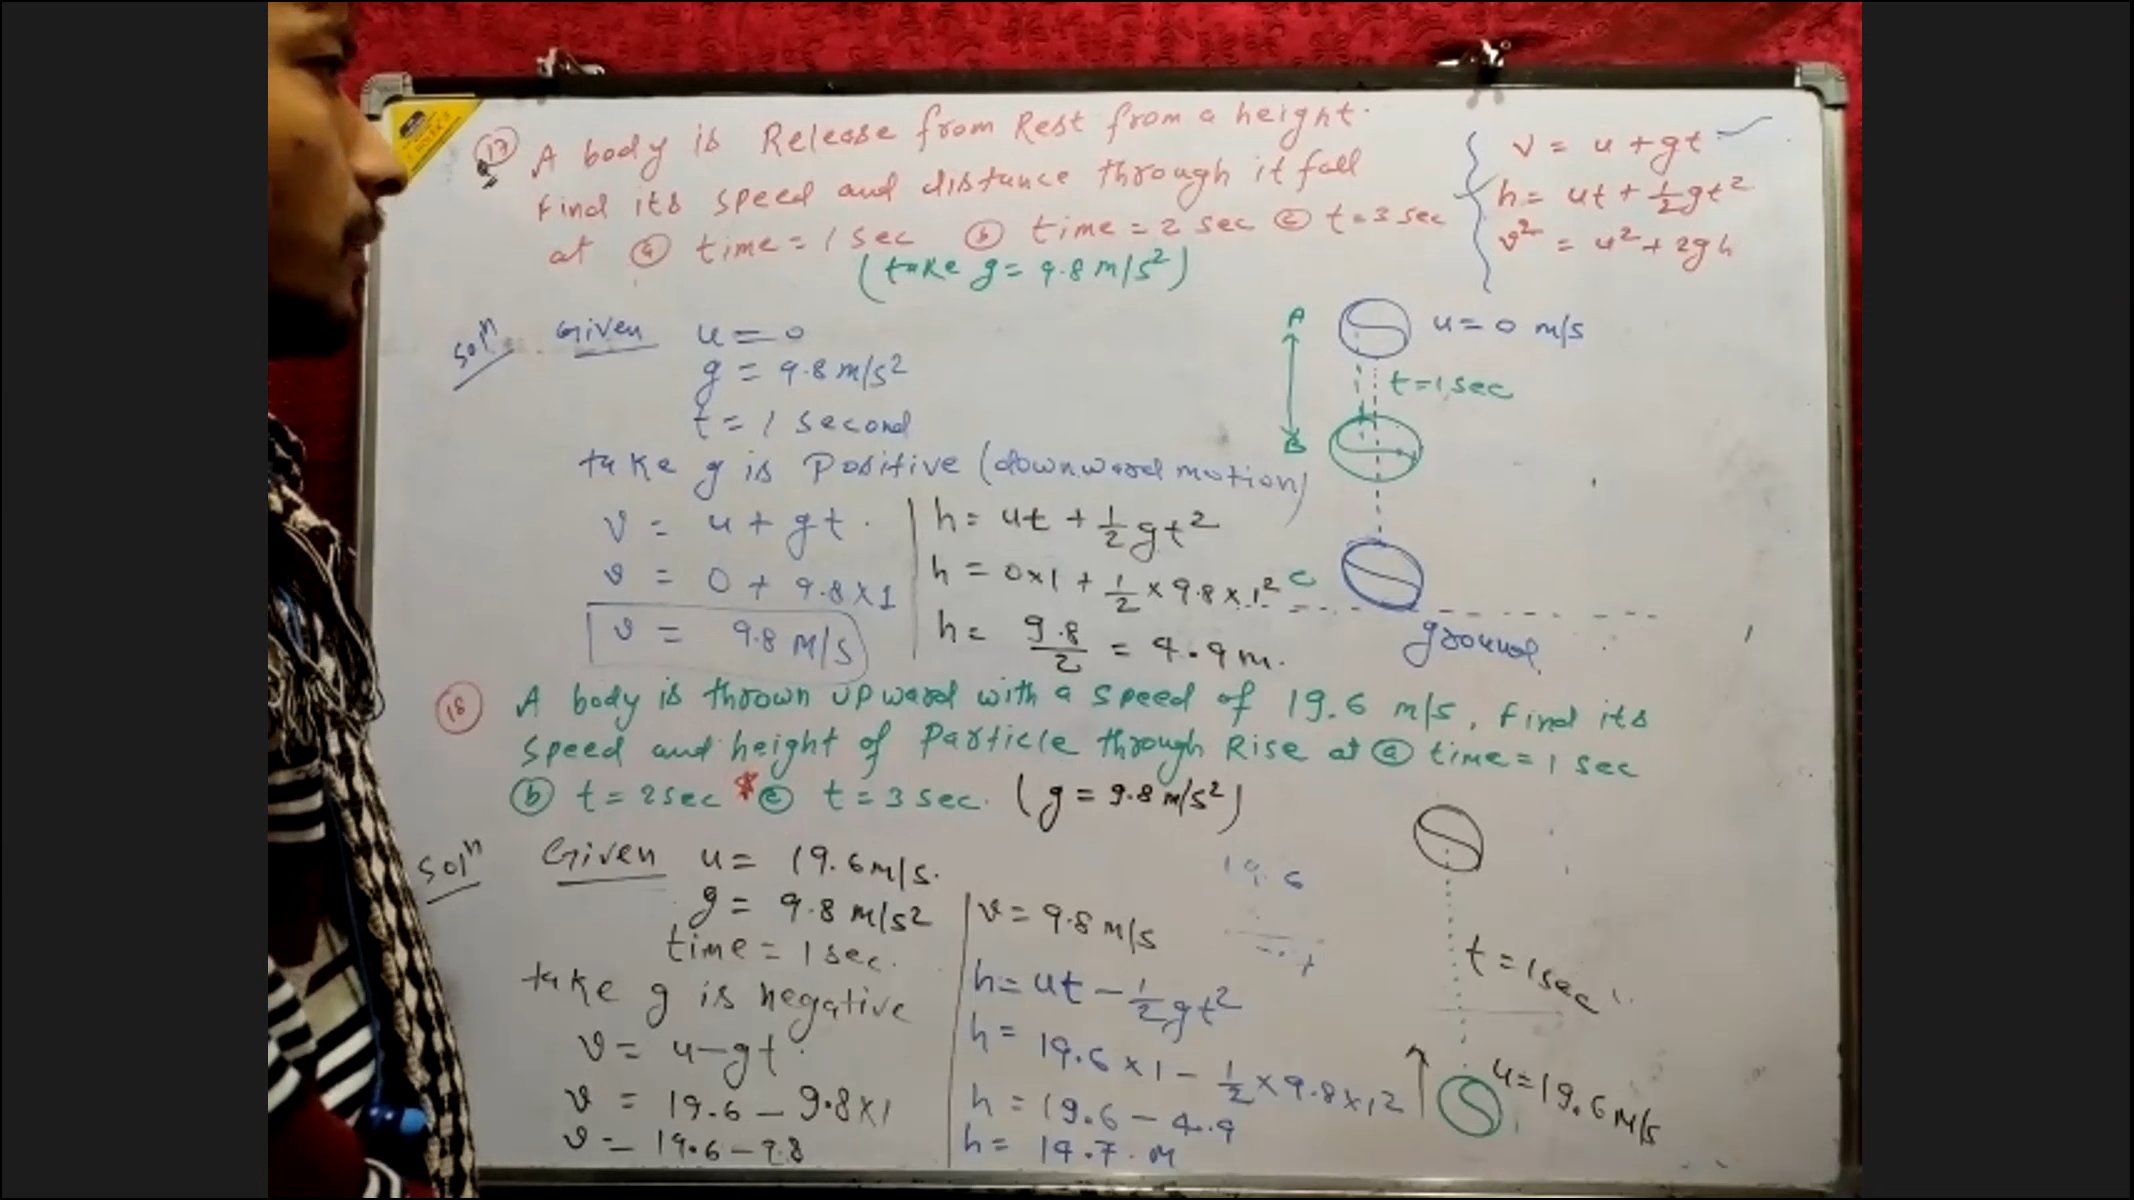 17 A body is Release from Rest from a height.
Find its speed and distance through it fall
at (a) time = 1 sec (b) time = 2 sec (c) t = 3 sec
(take g = 9.8 m/s²)
v = u + gt
h = ut + 1/2 gt²
v² = u² + 2gh
Solⁿ Given u = 0
g = 9.8 m/s²
t = 1 second
take g is Positive (downward motion)
v = u + gt.
v = 0 + 9.8 x 1
v = 9.8 M/S
h = ut + 1/2 gt²
h = 0x1 + 1/2 x 9.8 x 1²
h = 9.8/2 = 4.9 m.
A
u = 0 m/s
t = 1 sec
B
C
ground
18 A body is thrown upward with a speed of 19.6 m/s. Find its
speed and height of Particle through Rise at (a) time = 1 sec
(b) t = 2 sec (c) t = 3 sec. (g = 9.8 m/s²)
Solⁿ Given u = 19.6 m/s.
g = 9.8 m/s²
time = 1 sec.
take g is negative
v = u - gt.
v = 19.6 - 9.8 x 1
v = 19.6 - 9.8
v = 9.8 m/s
h = ut - 1/2 gt²
h = 19.6 x 1 - 1/2 x 9.8 x 1²
h = 19.6 - 4.9
h = 14.7 M
19.6
t = 1 sec
u = 19.6 M/s